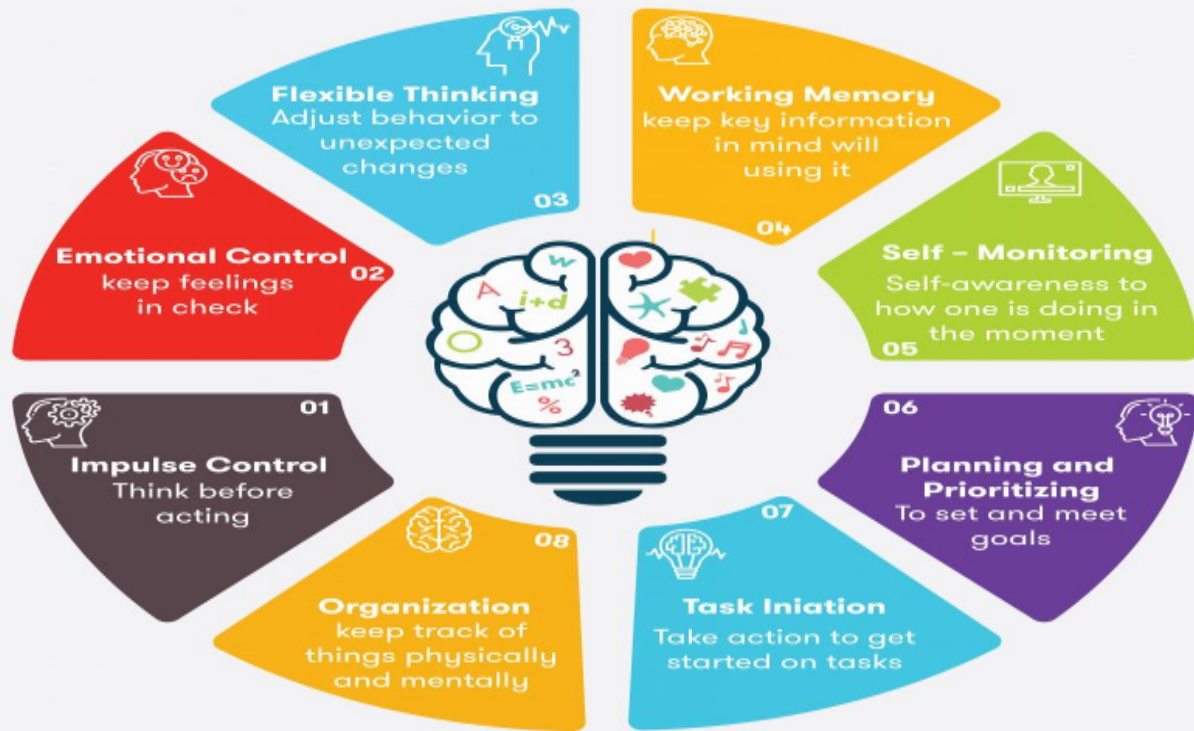 01
Impulse Control
Think before
acting
02
Emotional Control
keep feelings
in check
03
Flexible Thinking
Adjust behavior to
unexpected
changes
04
Working Memory
keep key information
in mind will
using it
05
Self – Monitoring
Self-awareness to
how one is doing in
the moment
06
Planning and
Prioritizing
To set and meet
goals
07
Task Iniation
Take action to get
started on tasks
08
Organization
keep track of
things physically
and mentally
w
A
i+d
3
E=mc²
%